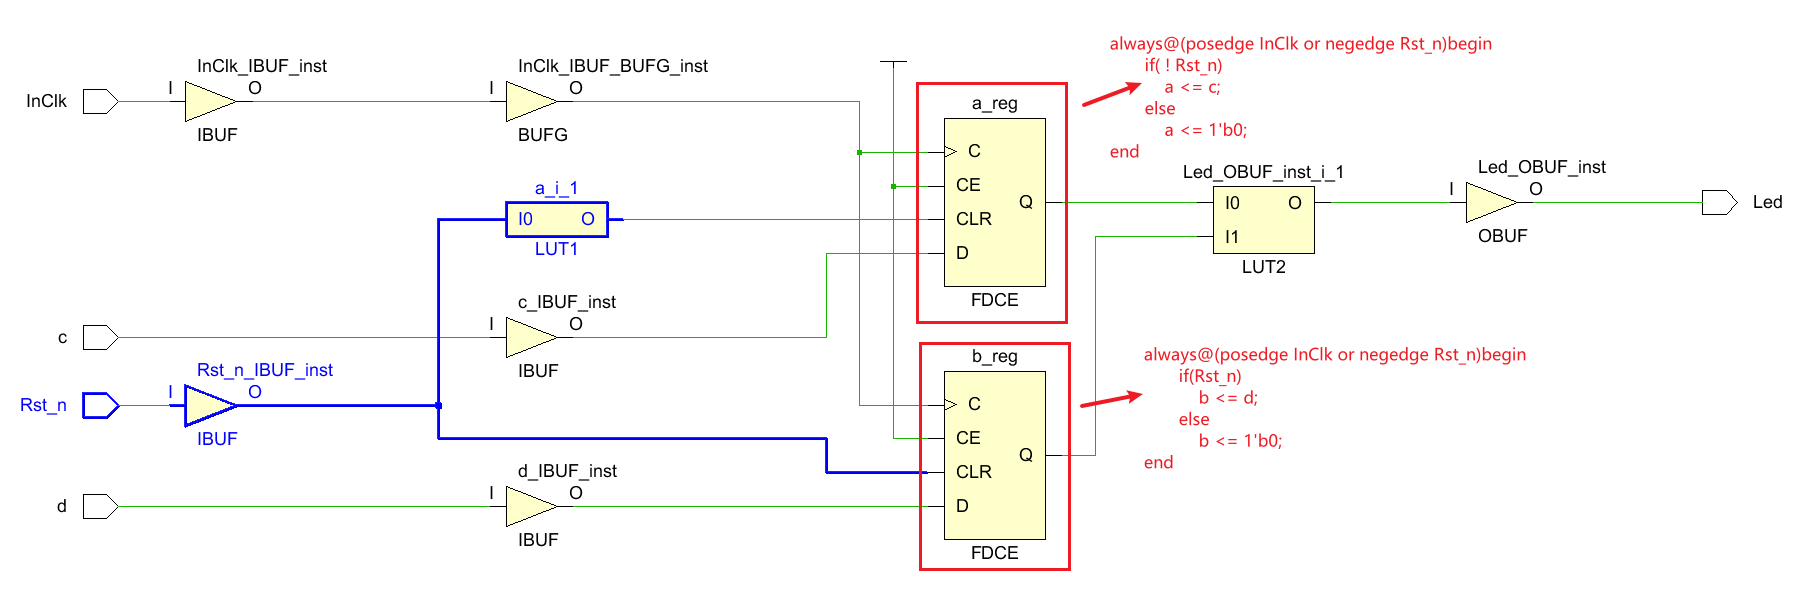 InClk
I
InClk_IBUF_inst
O
IBUF
I
InClk_IBUF_BUFG_inst
O
BUFG
a_i_1
I0
O
LUT1
c
I
c_IBUF_inst
O
IBUF
Rst_n
I
Rst_n_IBUF_inst
O
IBUF
d
I
d_IBUF_inst
O
IBUF
a_reg
C
CE
CLR
D
Q
FDCE
always@(posedge InClk or negedge Rst_n)begin
if( ! Rst_n)
a <= c;
else
a <= 1'b0;
end
b_reg
C
CE
CLR
D
Q
FDCE
always@(posedge InClk or negedge Rst_n)begin
if(Rst_n)
b <= d;
else
b <= 1'b0;
end
Led_OBUF_inst_i_1
I0
O
I1
LUT2
Led_OBUF_inst
I
O
OBUF
Led